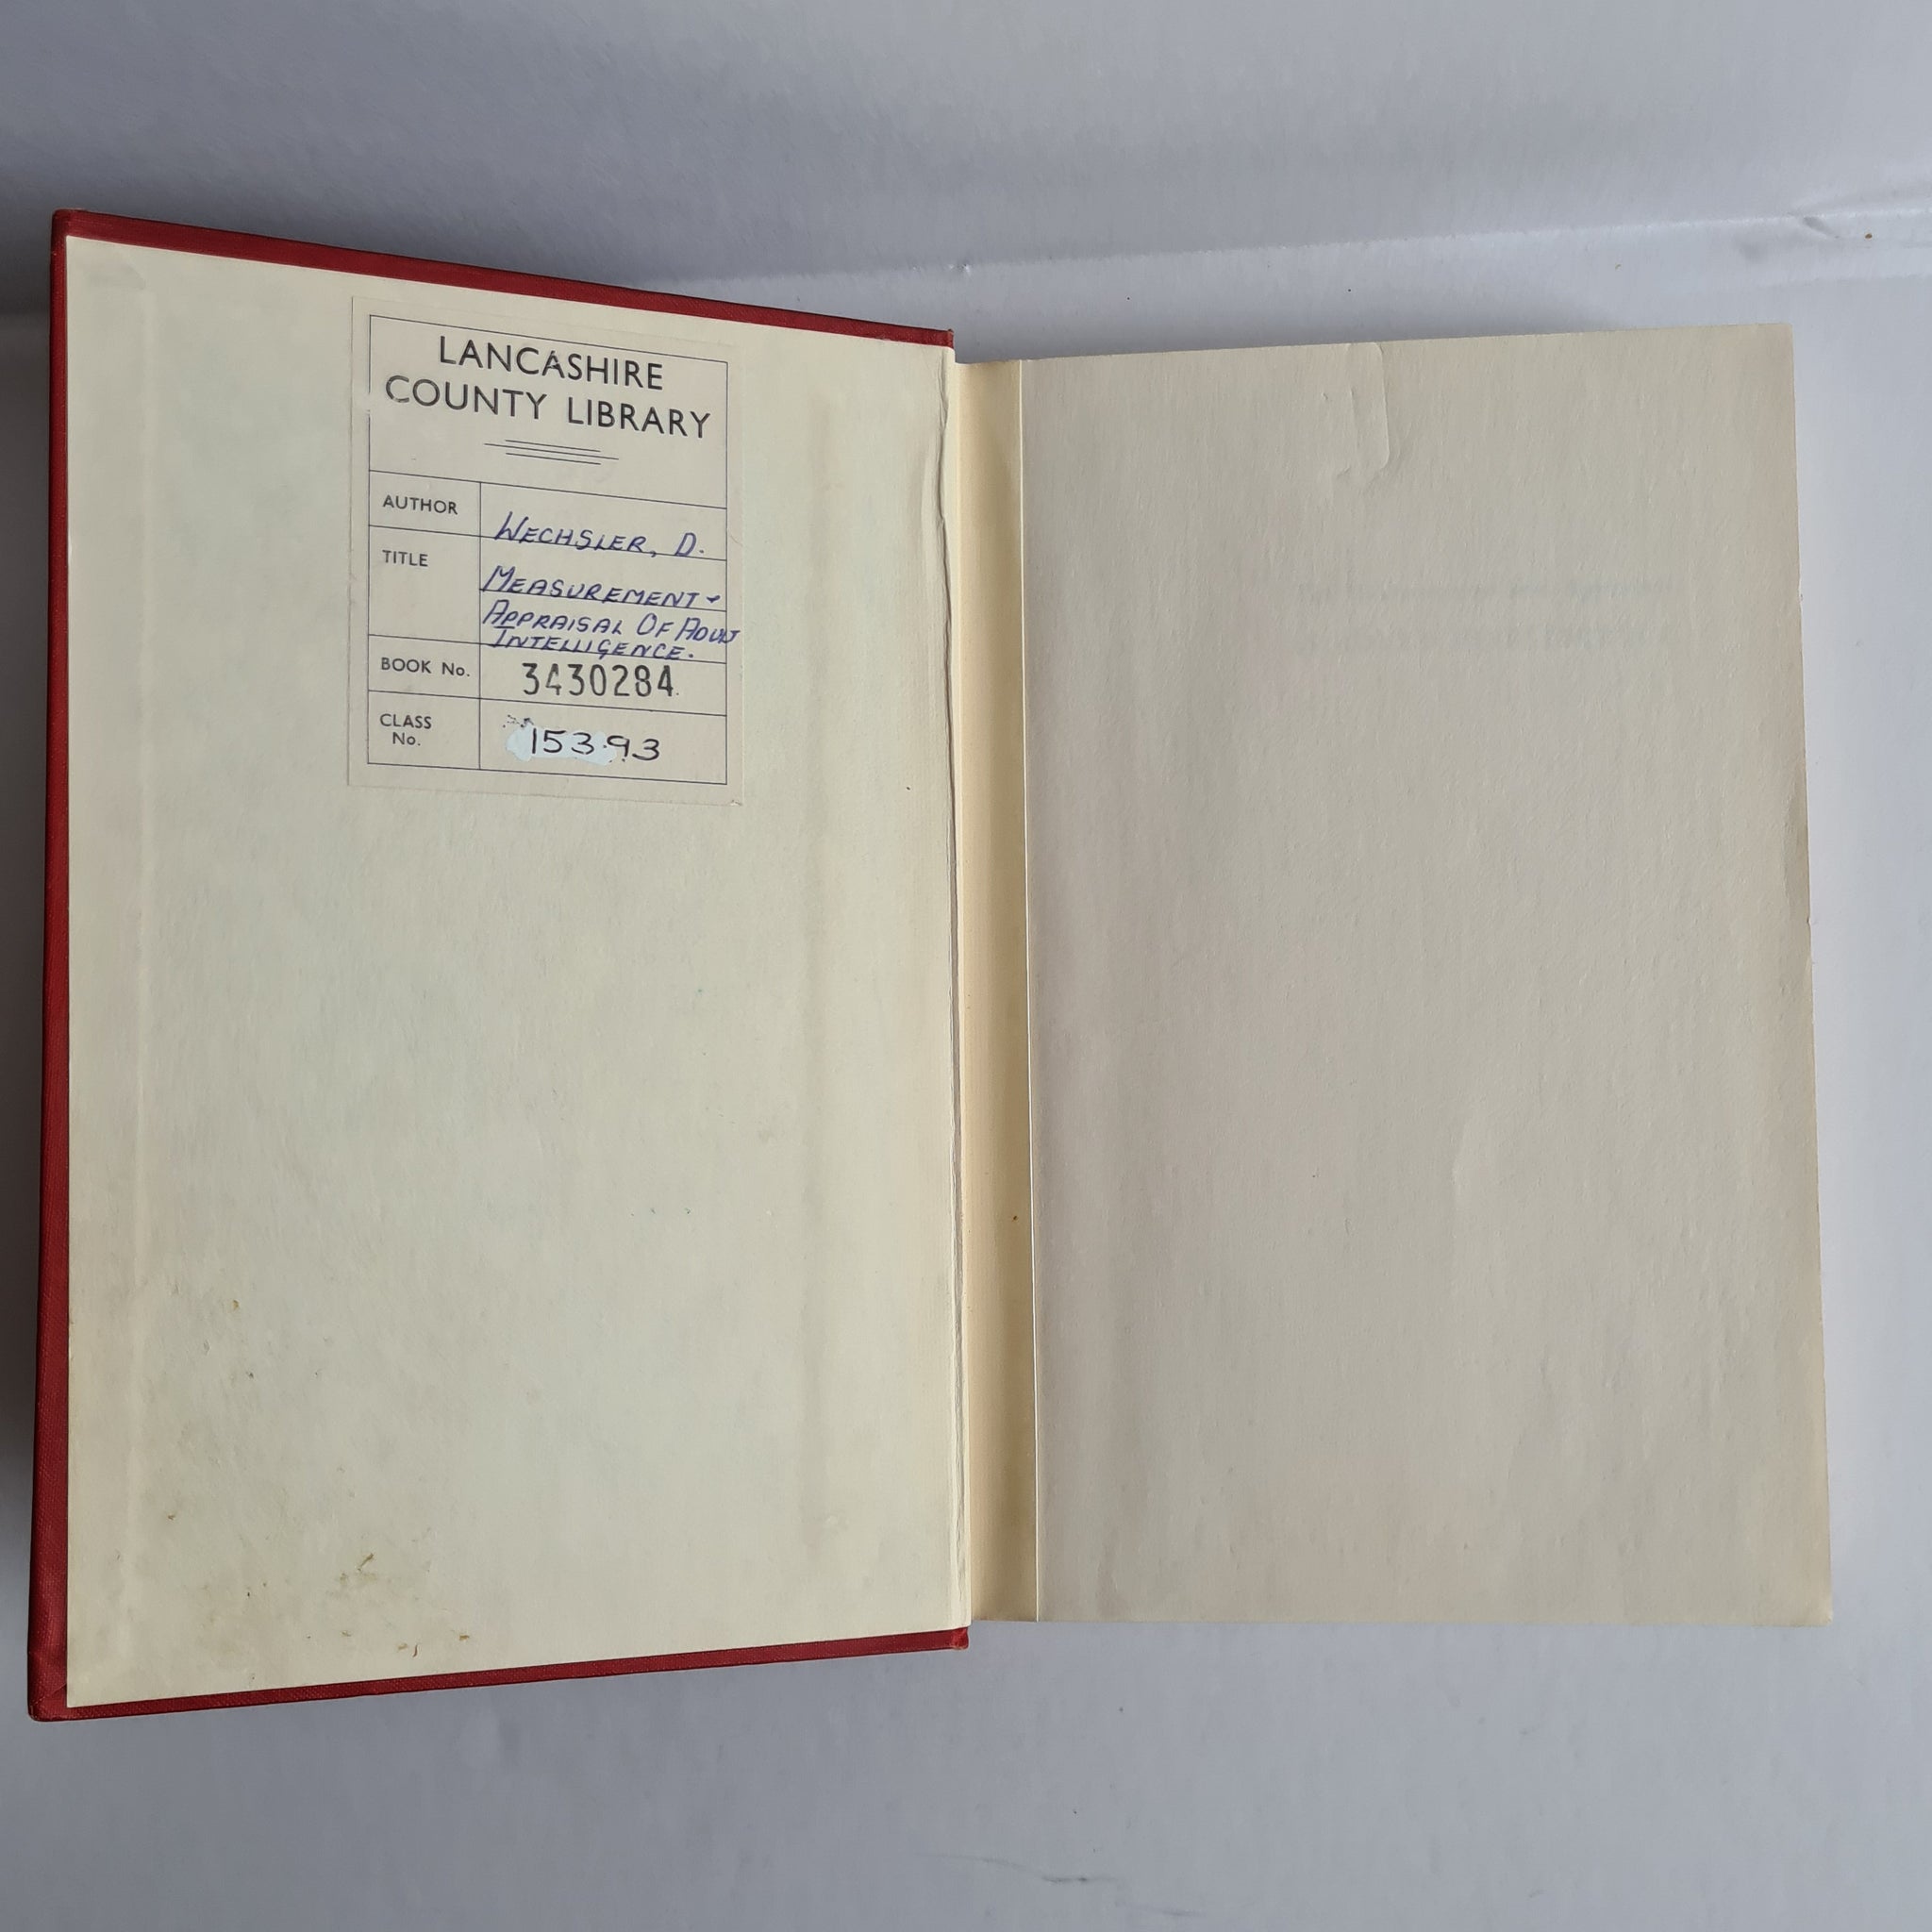 LANCASHIRE
COUNTY LIBRARY
AUTHOR WECHSLER, D.
TITLE MEASUREMENT &
APPRAISAL OF ADULT
INTELLIGENCE.
BOOK No. 3430284
CLASS No. 153.93